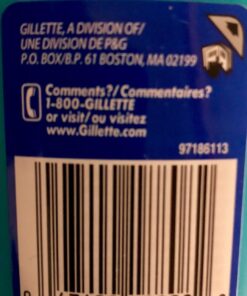 GILLETTE, A DIVISION OF/
UNE DIVISION DE P&G
P.O. BOX/B.P. 61 BOSTON, MA 02199
Comments?/Commentaires?
1-800-GILLETTE
or visit/ou visitez
www.Gillette.com
97186113